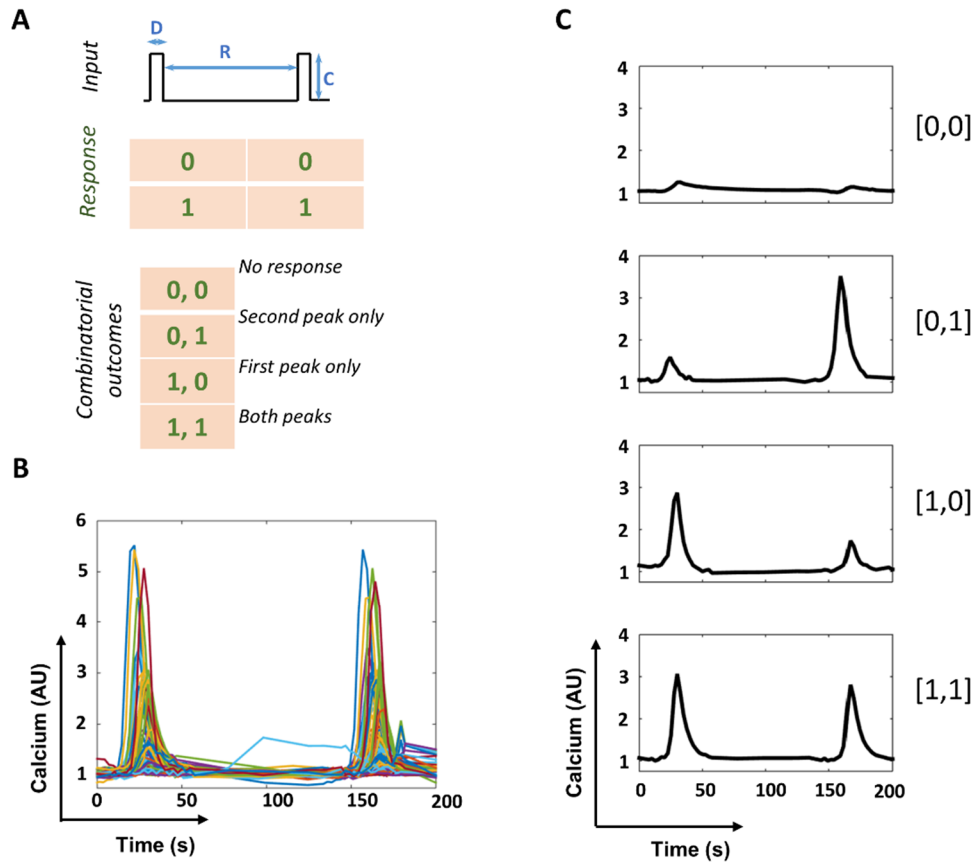 A
D
R
C
Input
Response
0 0
1 1
Combinatorial
outcomes
0, 0
No response
0, 1
Second peak only
1, 0
First peak only
1, 1
Both peaks
B
6
5
4
3
2
1
0 50 100 150 200
Calcium (AU)
Time (s)
C
4
3
2
1
[0,0]
4
3
2
1
[0,1]
4
3
2
1
[1,0]
4
3
2
1
[1,1]
0 50 100 150 200
Calcium (AU)
Time (s)